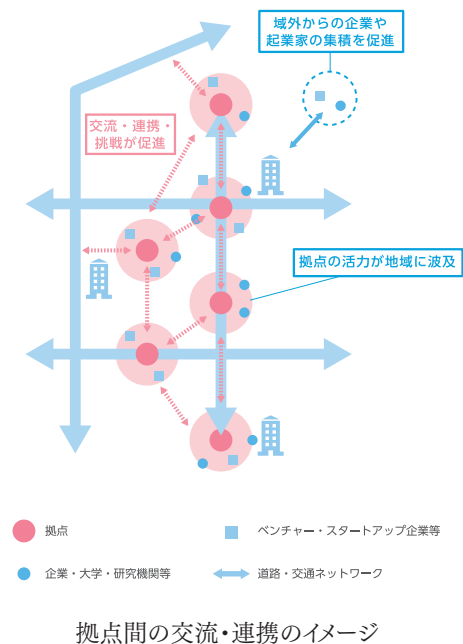 域外からの企業や
起業家の集積を促進
交流・連携・
挑戦が促進
拠点の活力が地域に波及
拠点
ベンチャー・スタートアップ企業等
企業・大学・研究機関等
道路・交通ネットワーク
拠点間の交流・連携のイメージ